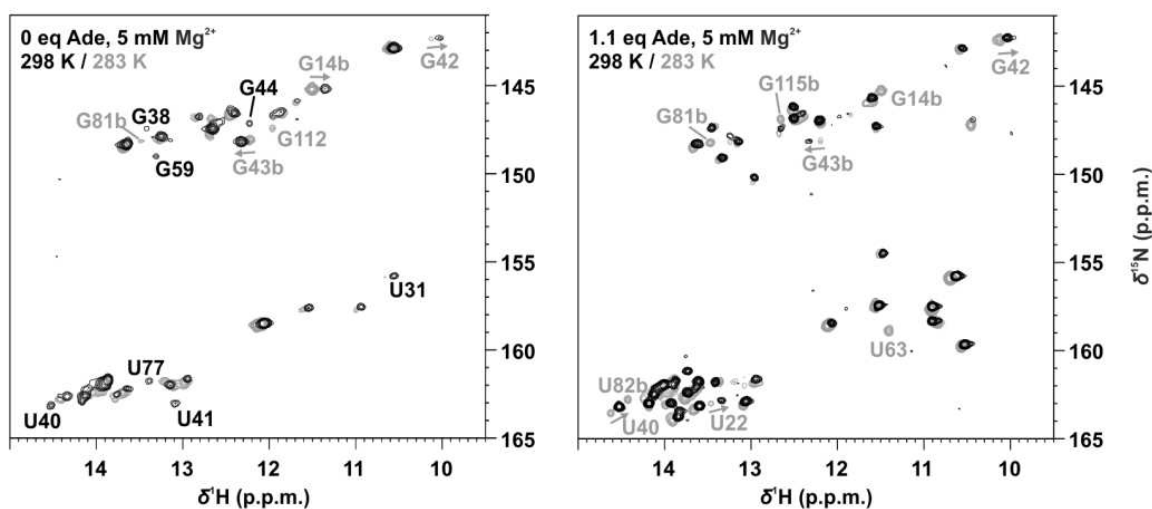 0 eq Ade, 5 mM Mg²⁺
298 K / 283 K
G14b
G42
G44
G81b
G38
G112
G43b
G59
U31
U77
U40
U41
14 13 12 11 10
δ¹H (p.p.m.)
1.1 eq Ade, 5 mM Mg²⁺
298 K / 283 K
G42
G115b
G14b
G81b
G43b
U63
U82b
U40
U22
14 13 12 11 10
δ¹H (p.p.m.)
145
150
155
160
165
145
150
155
160
165
δ¹⁵N (p.p.m.)